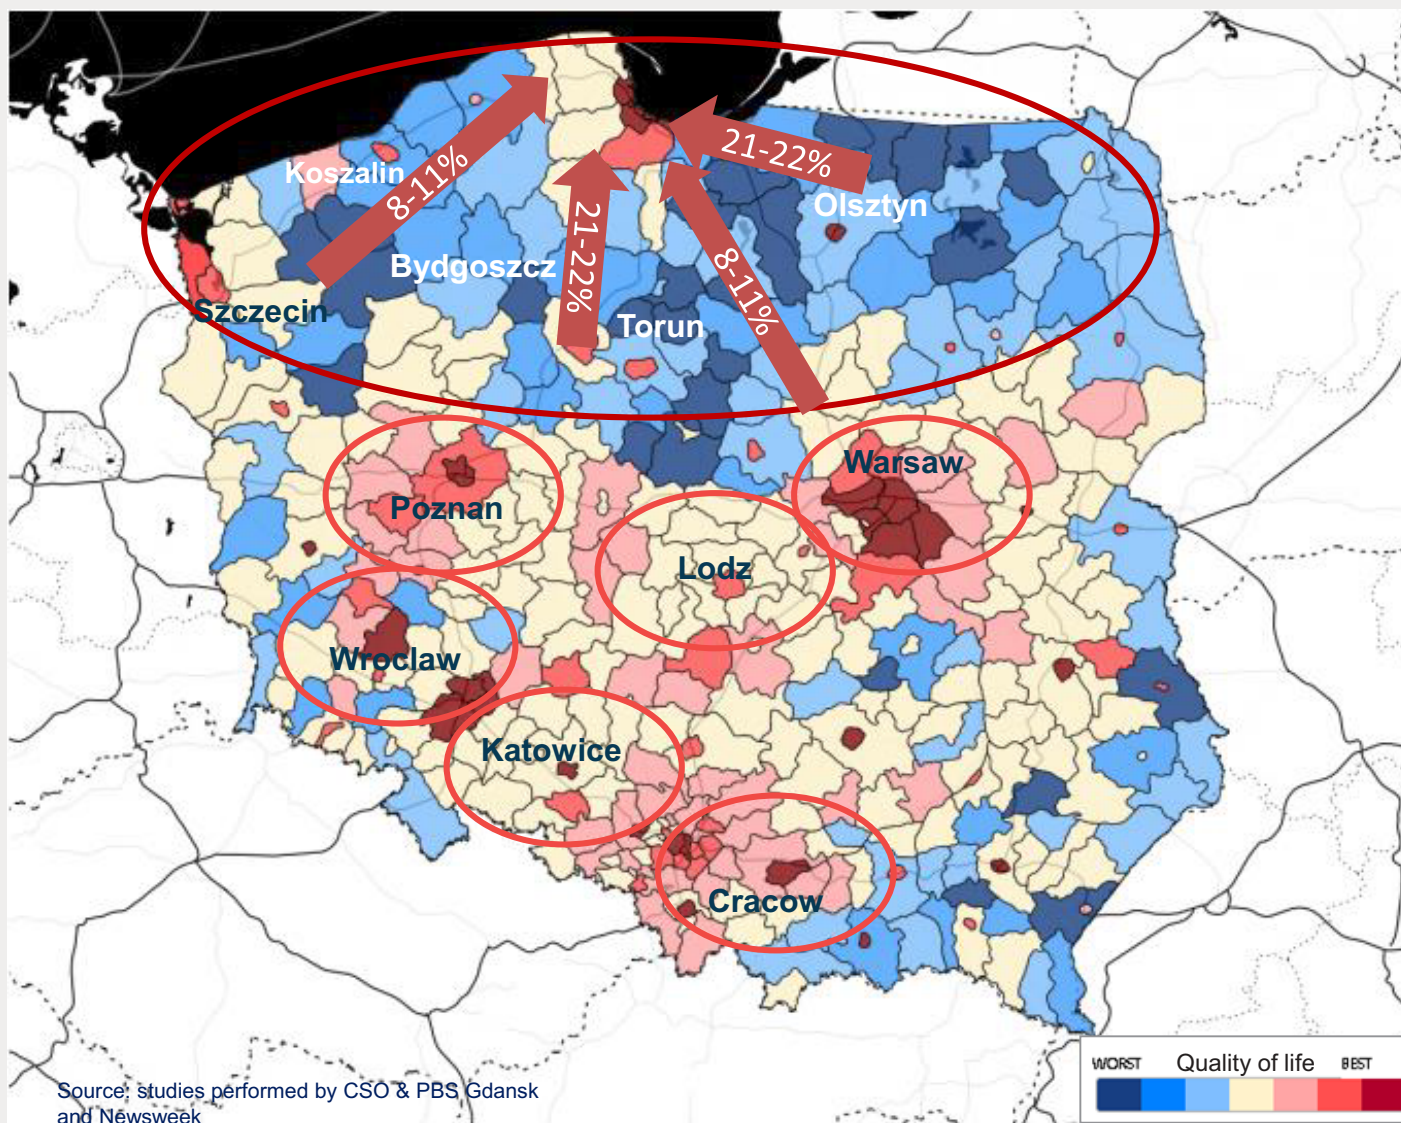 21-22%
Koszalin
8-11%
21-22%
Olsztyn
Bydgoszcz
8-11%
Szczecin
Torun
Warsaw
Poznan
Lodz
Wroclaw
Katowice
Cracow
WORST
Quality of life
BEST
Source: studies performed by CSO & PBS Gdansk
and Newsweek